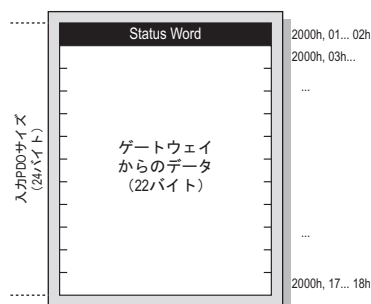 Status Word
2000h, 01... 02h
2000h, 03h...
...
入力PDOサイズ
(24バイト)
ゲートウェイ
からのデータ
(22バイト)
...
2000h, 17... 18h